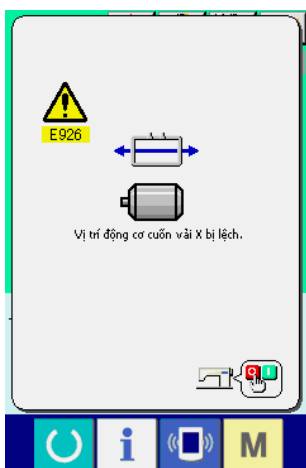 E926
Vị trí động cơ cuốn vải X bị lệch.
M